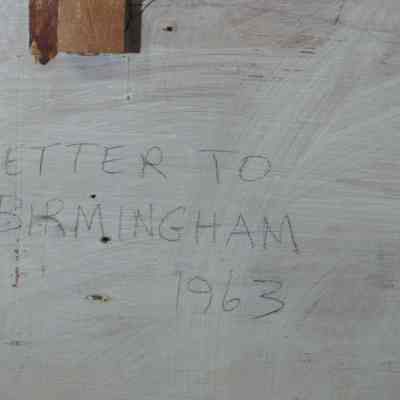 ETTER TO
BIRMINGHAM
1963